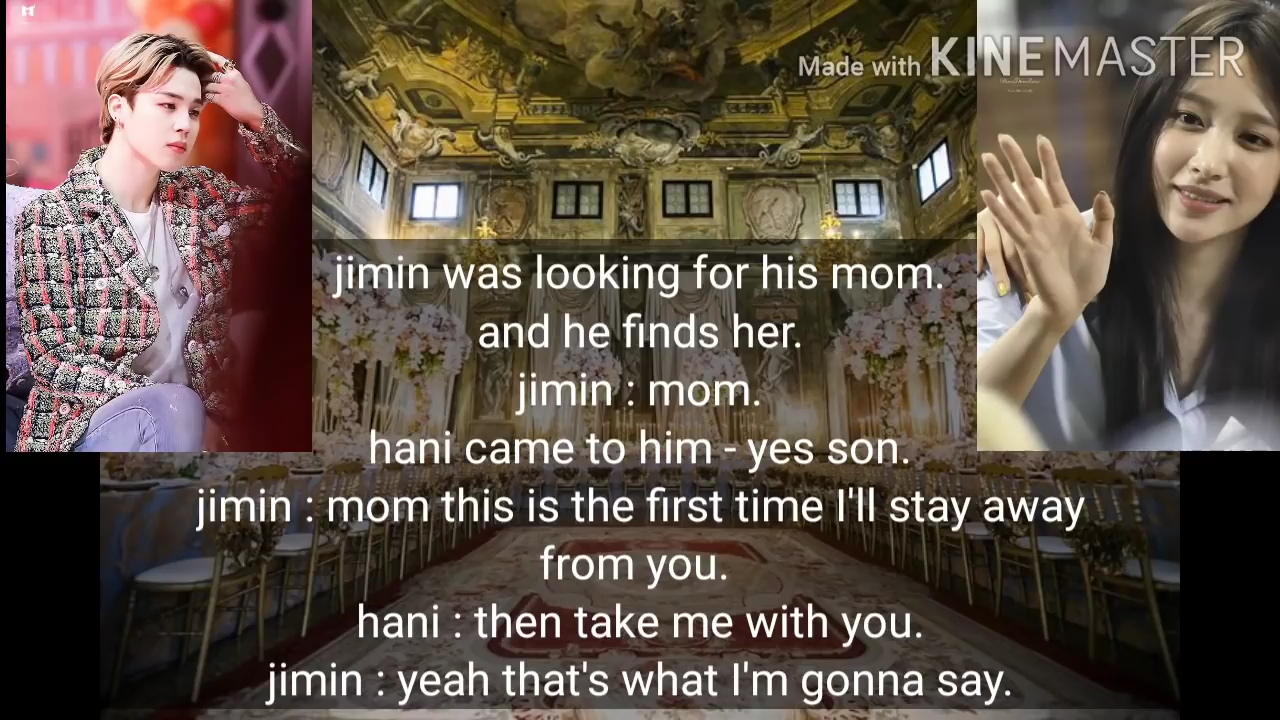 Made with KINEMASTER
jimin was looking for his mom.
and he finds her.
jimin : mom.
hani came to him - yes son.
jimin : mom this is the first time I'll stay away
from you.
hani : then take me with you.
jimin : yeah that's what I'm gonna say.